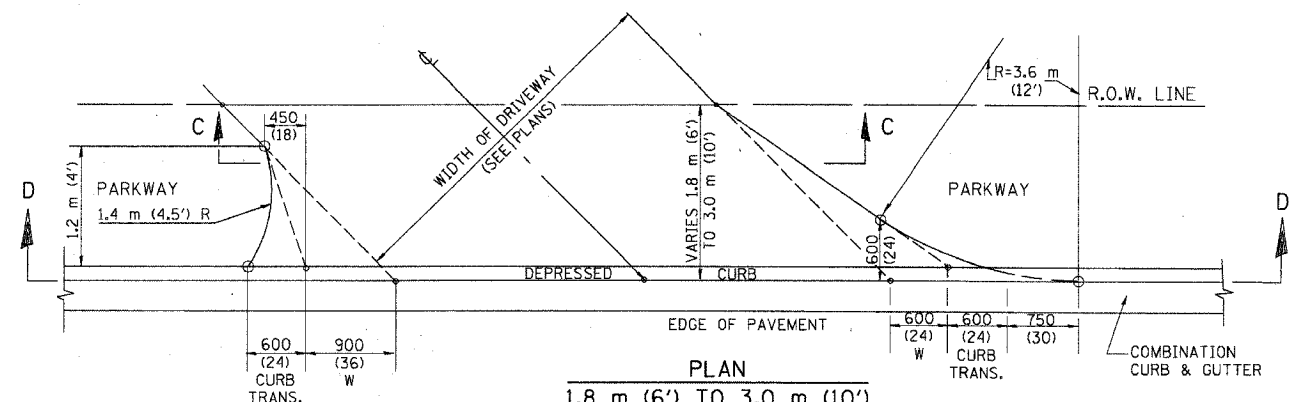 R=3.6 m
(12')
R.O.W. LINE
℄
WIDTH OF DRIVEWAY
(SEE PLANS)
C
450
(18)
C
VARIES 1.8 m (6')
TO 3.0 m (10')
1.2 m (4')
PARKWAY
PARKWAY
D
D
1.4 m (4.5') R
600
(24)
DEPRESSED CURB
EDGE OF PAVEMENT
600
(24)
CURB
TRANS.
900
(36)
W
600
(24)
W
600
(24)
CURB
TRANS.
750
(30)
COMBINATION
CURB & GUTTER
PLAN
1.8 m (6') TO 3.0 m (10')